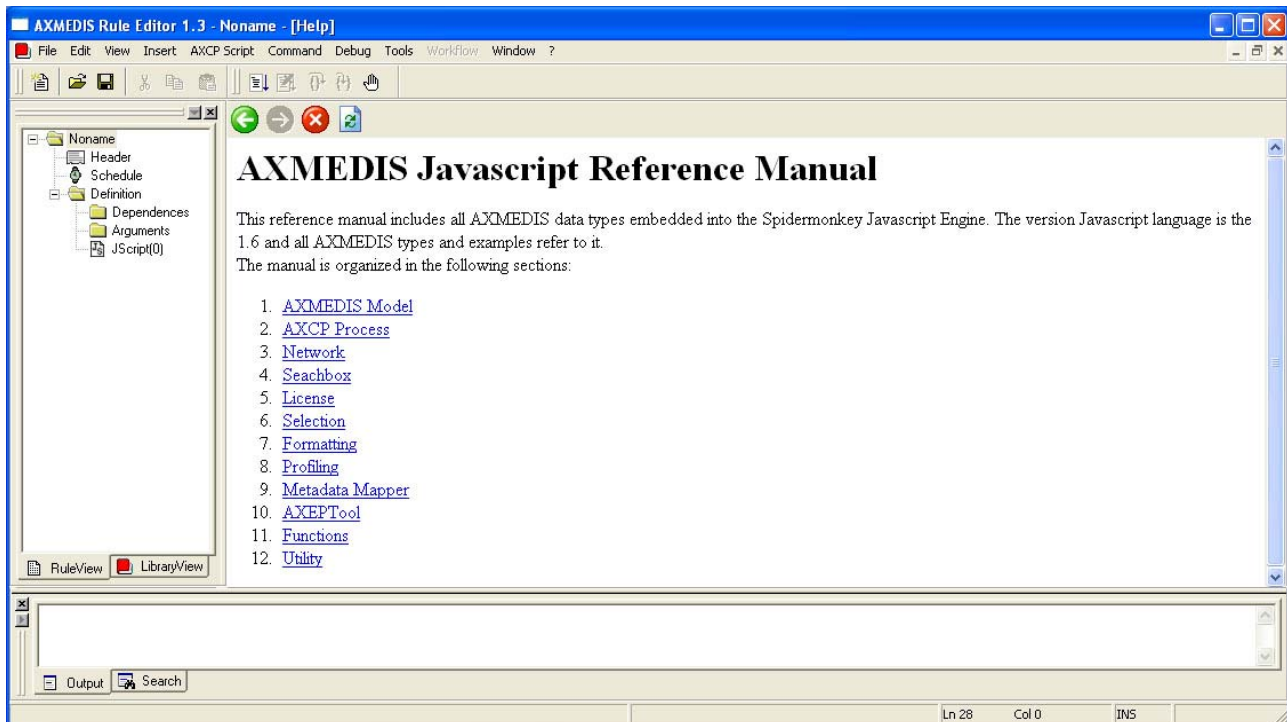 AXMEDIS Rule Editor 1.3 - Noname - [Help]
File Edit View Insert AXCP Script Command Debug Tools Workflow Window ?
Noname
Header
Schedule
Definition
Dependences
Arguments
JScript(0)
RuleView LibraryView
AXMEDIS Javascript Reference Manual
This reference manual includes all AXMEDIS data types embedded into the Spidermonkey Javascript Engine. The version Javascript language is the
1.6 and all AXMEDIS types and examples refer to it.
The manual is organized in the following sections:
1. AXMEDIS Model
2. AXCP Process
3. Network
4. Seachbox
5. License
6. Selection
7. Formatting
8. Profiling
9. Metadata Mapper
10. AXEPTool
11. Functions
12. Utility
Output Search
Ln 28 Col 0 INS